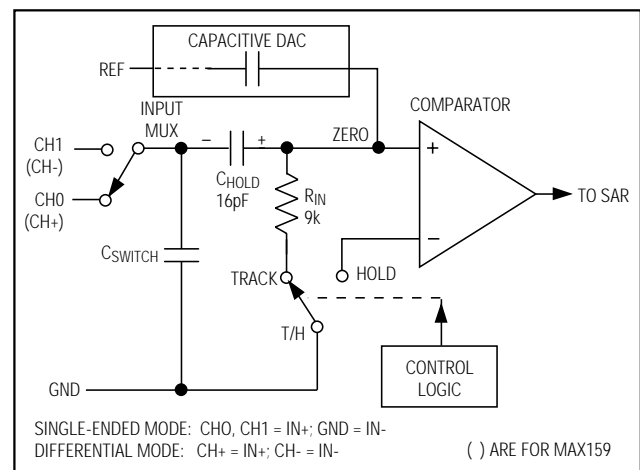 CAPACITIVE DAC
REF
COMPARATOR
INPUT
MUX
ZERO
CH1
(CH-)
− +
+
CHOLD
16pF
RIN
9k
TO SAR
CH0
(CH+)
−
CSWITCH
HOLD
TRACK
T/H
CONTROL
LOGIC
GND
SINGLE-ENDED MODE: CHO, CH1 = IN+; GND = IN-
DIFFERENTIAL MODE: CH+ = IN+; CH- = IN-
( ) ARE FOR MAX159